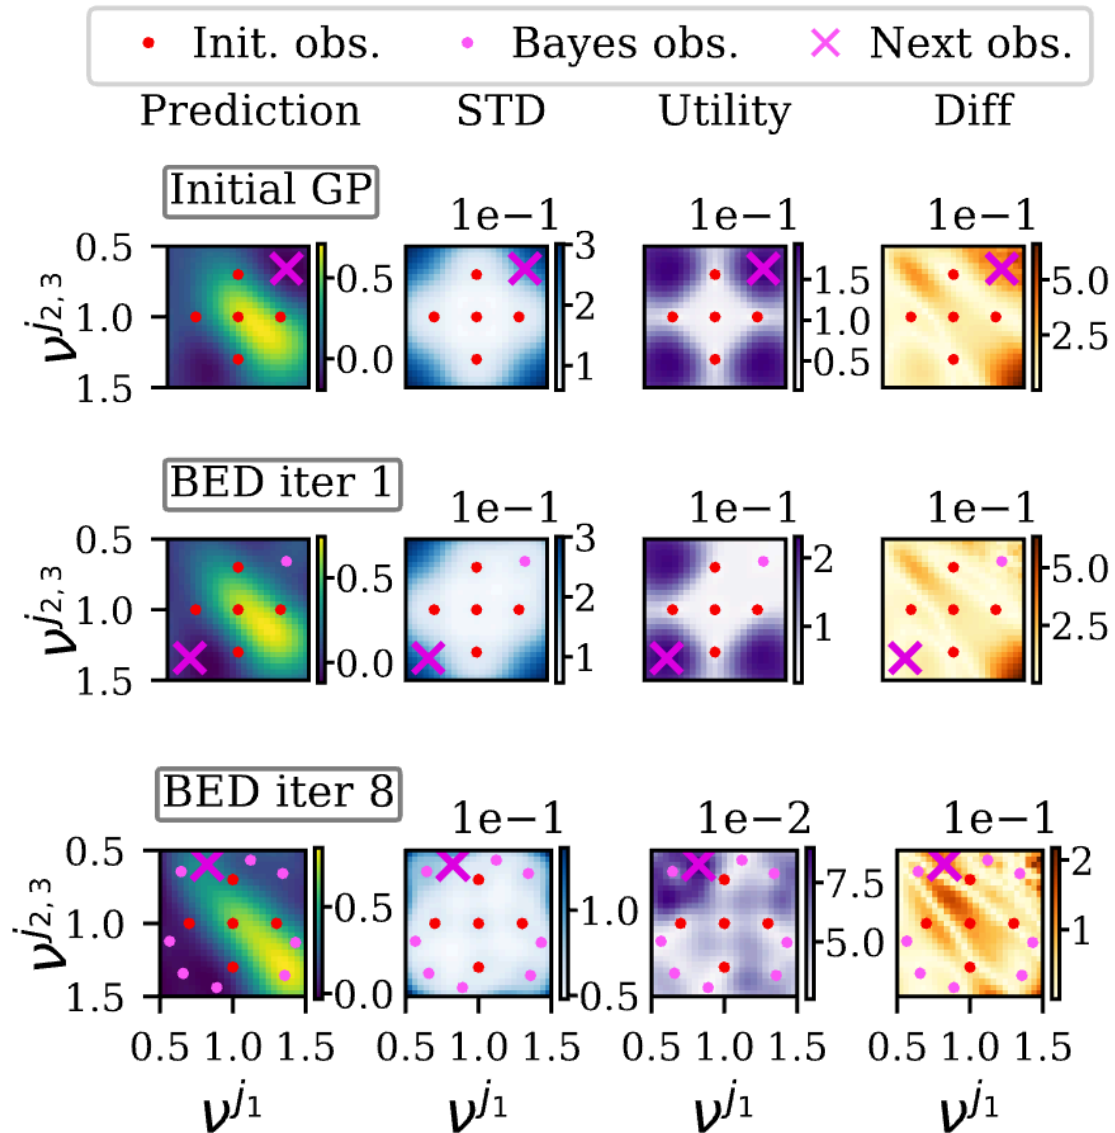 Init. obs. Bayes obs. Next obs.
Prediction STD Utility Diff
Initial GP
1e−1 1e−1 1e−1
0.5
1.0
1.5
ν^{j_{2,3}}
0.5
0.0
3
2
1
1.5
1.0
0.5
5.0
2.5
BED iter 1
1e−1 1e−1 1e−1
0.5
1.0
1.5
ν^{j_{2,3}}
0.5
0.0
3
2
1
2
1
5.0
2.5
BED iter 8
1e−1 1e−2 1e−1
0.5
1.0
1.5
ν^{j_{2,3}}
0.5
0.0
1.0
0.5
7.5
5.0
2
1
0.5 1.0 1.5 0.5 1.0 1.5 0.5 1.0 1.5 0.5 1.0 1.5
ν^{j_1} ν^{j_1} ν^{j_1} ν^{j_1}